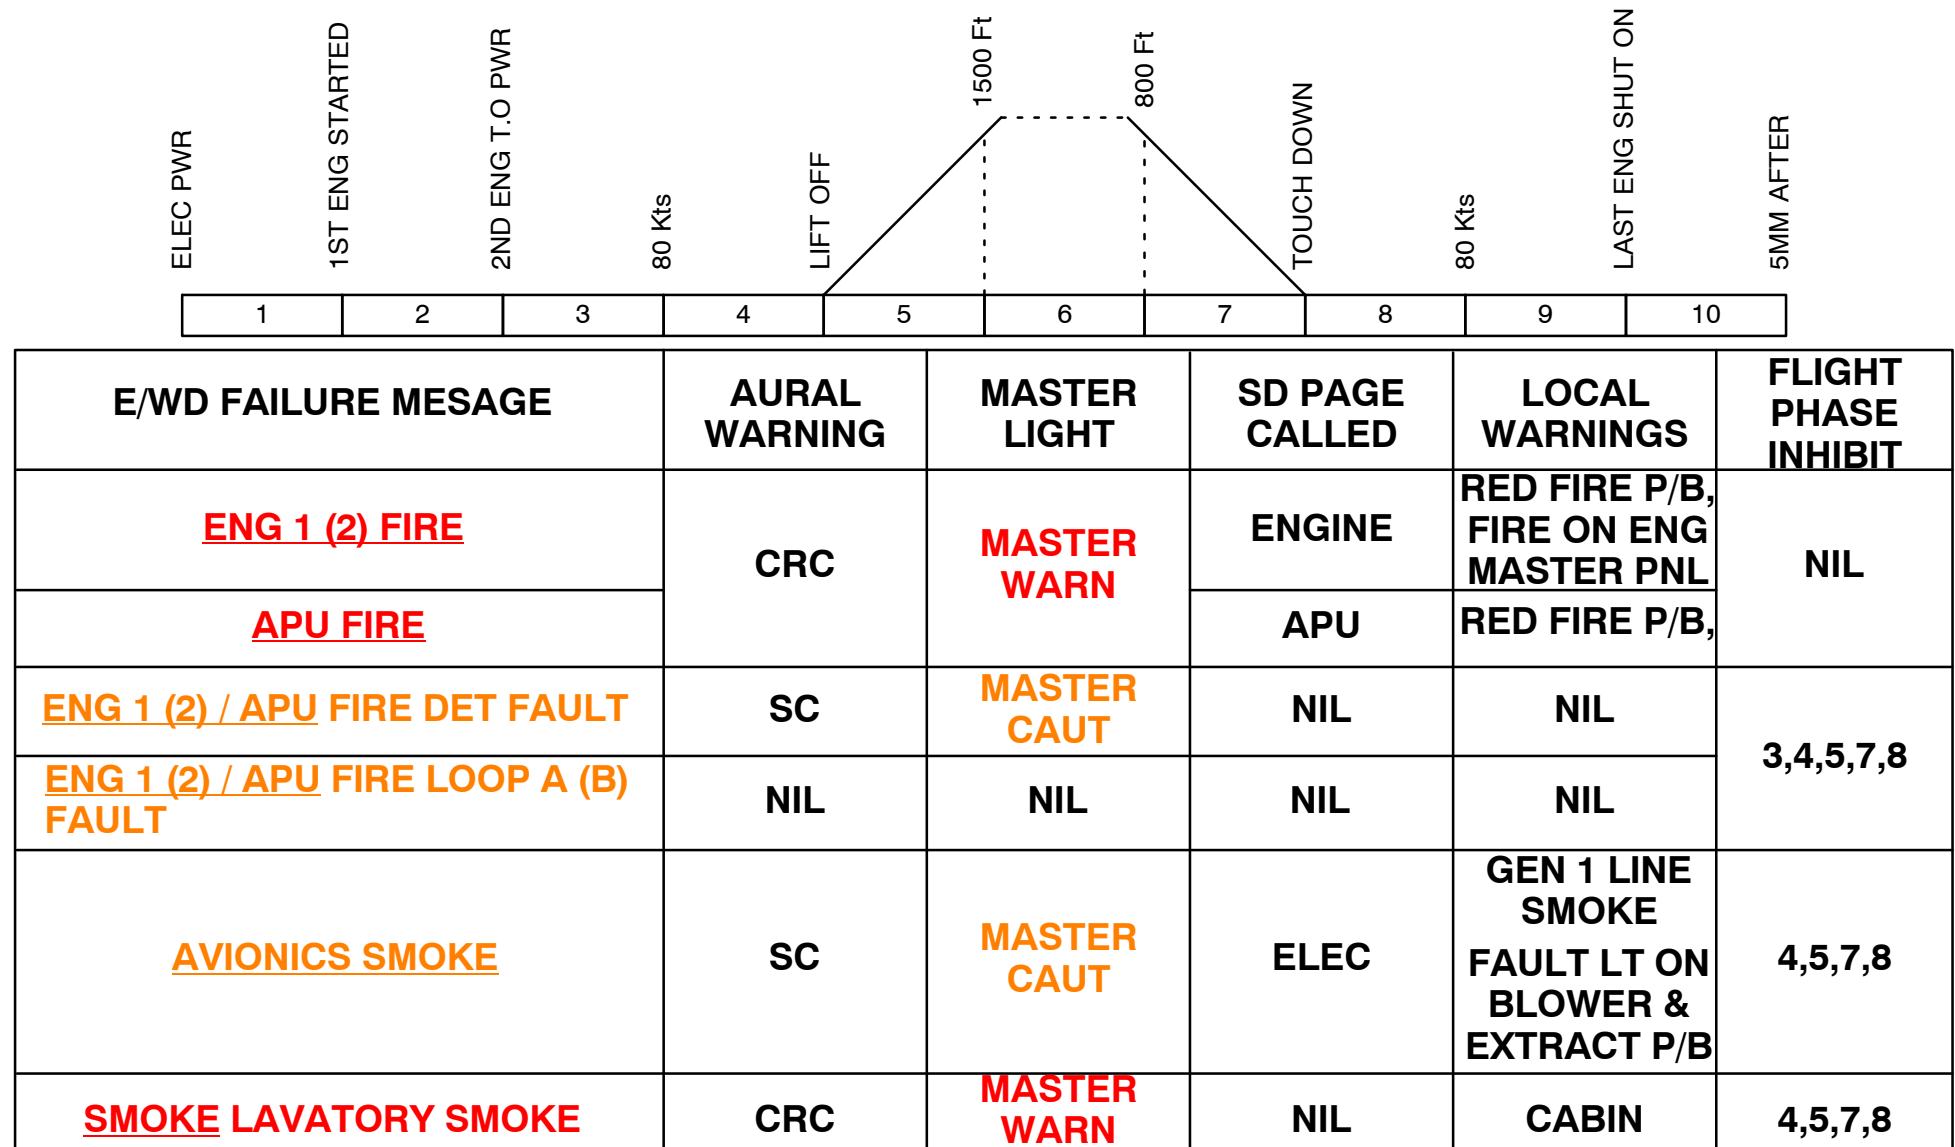 ELEC PWR
1ST ENG STARTED
2ND ENG T.O PWR
80 Kts
LIFT OFF
1500 Ft
800 Ft
TOUCH DOWN
80 Kts
LAST ENG SHUT ON
5MM AFTER
1 2 3 4 5 6 7 8 9 10
E/WD FAILURE MESAGE
AURAL
WARNING
MASTER
LIGHT
SD PAGE
CALLED
LOCAL
WARNINGS
FLIGHT
PHASE
INHIBIT
ENG 1 (2) FIRE
CRC
MASTER
WARN
ENGINE
RED FIRE P/B,
FIRE ON ENG
MASTER PNL
NIL
APU FIRE
APU
RED FIRE P/B,
ENG 1 (2) / APU FIRE DET FAULT
SC
MASTER
CAUT
NIL
NIL
3,4,5,7,8
ENG 1 (2) / APU FIRE LOOP A (B)
FAULT
NIL
NIL
NIL
NIL
AVIONICS SMOKE
SC
MASTER
CAUT
ELEC
GEN 1 LINE
SMOKE
FAULT LT ON
BLOWER &
EXTRACT P/B
4,5,7,8
SMOKE LAVATORY SMOKE
CRC
MASTER
WARN
NIL
CABIN
4,5,7,8